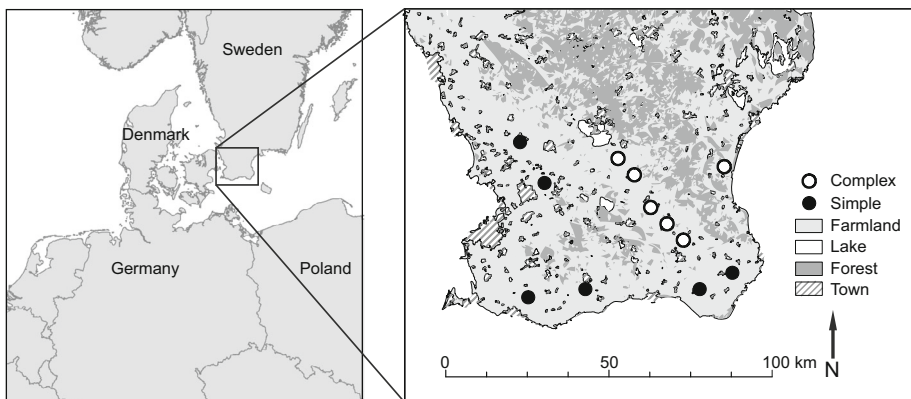 Sweden
Denmark
Germany
Poland
Complex
Simple
Farmland
Lake
Forest
Town
0 50 100 km
N